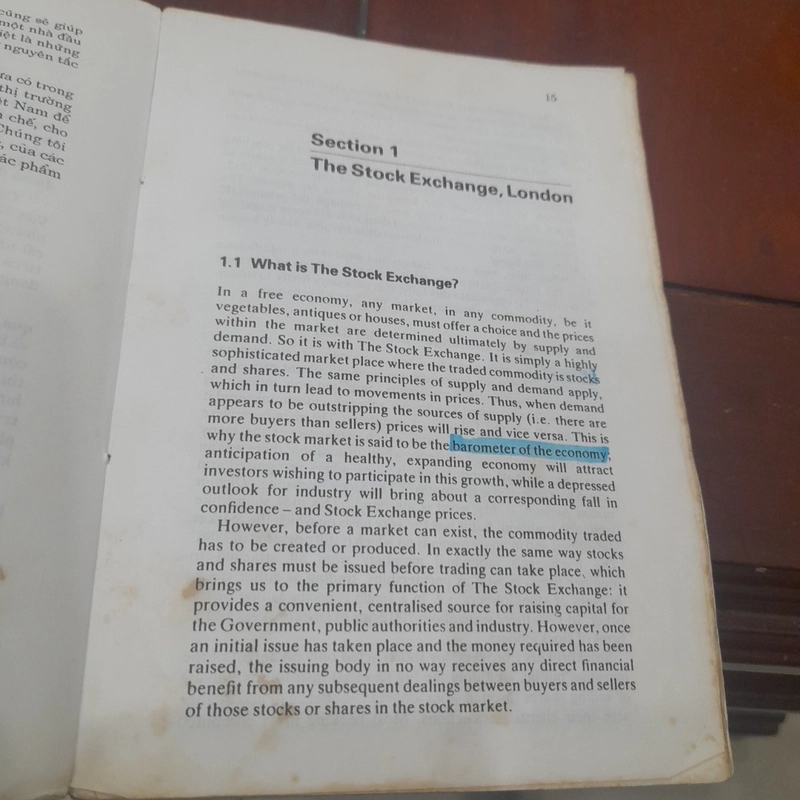 cũng sẽ giúp
một nhà đầu
iệt là những
nguyên tắc
ưa có trong
thị trường
ệt Nam để
chế, cho
Chúng tôi
của các
ác phẩm
15
Section 1
The Stock Exchange, London
1.1 What is The Stock Exchange?
In a free economy, any market, in any commodity, be it
vegetables, antiques or houses, must offer a choice and the prices
within the market are determined ultimately by supply and
demand. So it is with The Stock Exchange. It is simply a highly
sophisticated market place where the traded commodity is stocks
and shares. The same principles of supply and demand apply,
which in turn lead to movements in prices. Thus, when demand
appears to be outstripping the sources of supply (i.e. there are
more buyers than sellers) prices will rise and vice versa. This is
why the stock market is said to be the barometer of the economy;
anticipation of a healthy, expanding economy will attract
investors wishing to participate in this growth, while a depressed
outlook for industry will bring about a corresponding fall in
confidence – and Stock Exchange prices.
However, before a market can exist, the commodity traded
has to be created or produced. In exactly the same way stocks
and shares must be issued before trading can take place, which
brings us to the primary function of The Stock Exchange: it
provides a convenient, centralised source for raising capital for
the Government, public authorities and industry. However, once
an initial issue has taken place and the money required has been
raised, the issuing body in no way receives any direct financial
benefit from any subsequent dealings between buyers and sellers
of those stocks or shares in the stock market.